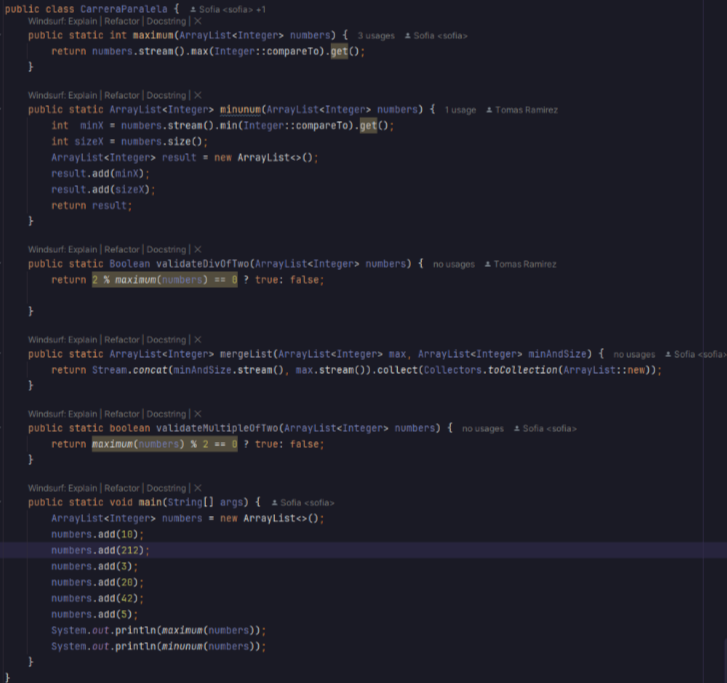 public class CarreraParalela { Sofia <sofia> +1
Windsurf: Explain | Refactor | Docstring | X
public static int maximum(ArrayList<Integer> numbers) { 3 usages Sofia <sofia>
return numbers.stream().max(Integer::compareTo).get();
}
Windsurf: Explain | Refactor | Docstring | X
public static ArrayList<Integer> minunum(ArrayList<Integer> numbers) { 1 usage Tomas Ramirez
int minX = numbers.stream().min(Integer::compareTo).get();
int sizeX = numbers.size();
ArrayList<Integer> result = new ArrayList<>();
result.add(minX);
result.add(sizeX);
return result;
}
Windsurf: Explain | Refactor | Docstring | X
public static Boolean validateDivOfTwo(ArrayList<Integer> numbers) { no usages Tomas Ramirez
return 2 % maximum(numbers) == 0 ? true: false;
}
Windsurf: Explain | Refactor | Docstring | X
public static ArrayList<Integer> mergeList(ArrayList<Integer> max, ArrayList<Integer> minAndSize) { no usages Sofia <sofia>
return Stream.concat(minAndSize.stream(), max.stream()).collect(Collectors.toCollection(ArrayList::new));
}
Windsurf: Explain | Refactor | Docstring | X
public static boolean validateMultipleOfTwo(ArrayList<Integer> numbers) { no usages Sofia <sofia>
return maximum(numbers) % 2 == 0 ? true: false;
}
Windsurf: Explain | Refactor | Docstring | X
public static void main(String[] args) { Sofia <sofia>
ArrayList<Integer> numbers = new ArrayList<>();
numbers.add(10);
numbers.add(212);
numbers.add(3);
numbers.add(20);
numbers.add(42);
numbers.add(5);
System.out.println(maximum(numbers));
System.out.println(minunum(numbers));
}
}